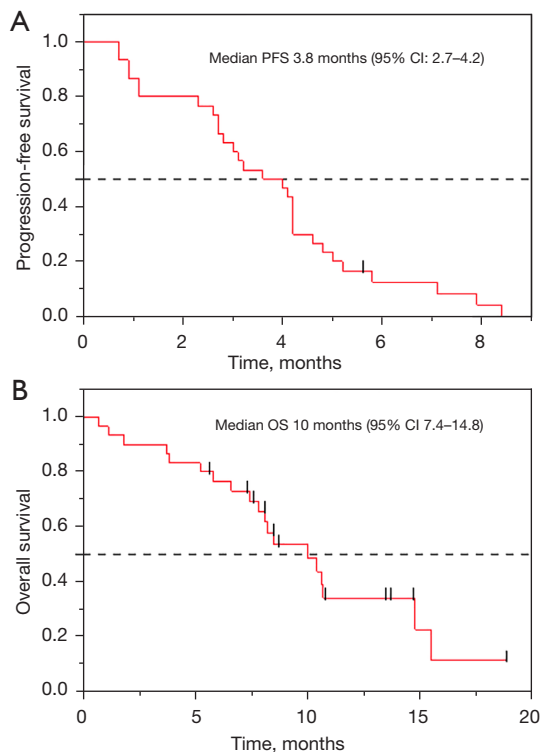 A
Median PFS 3.8 months (95% CI: 2.7–4.2)
Progression-free survival
1.0
0.8
0.6
0.4
0.2
0.0
0 2 4 6 8
Time, months
B
Median OS 10 months (95% CI 7.4–14.8)
Overall survival
1.0
0.8
0.6
0.4
0.2
0.0
0 5 10 15 20
Time, months